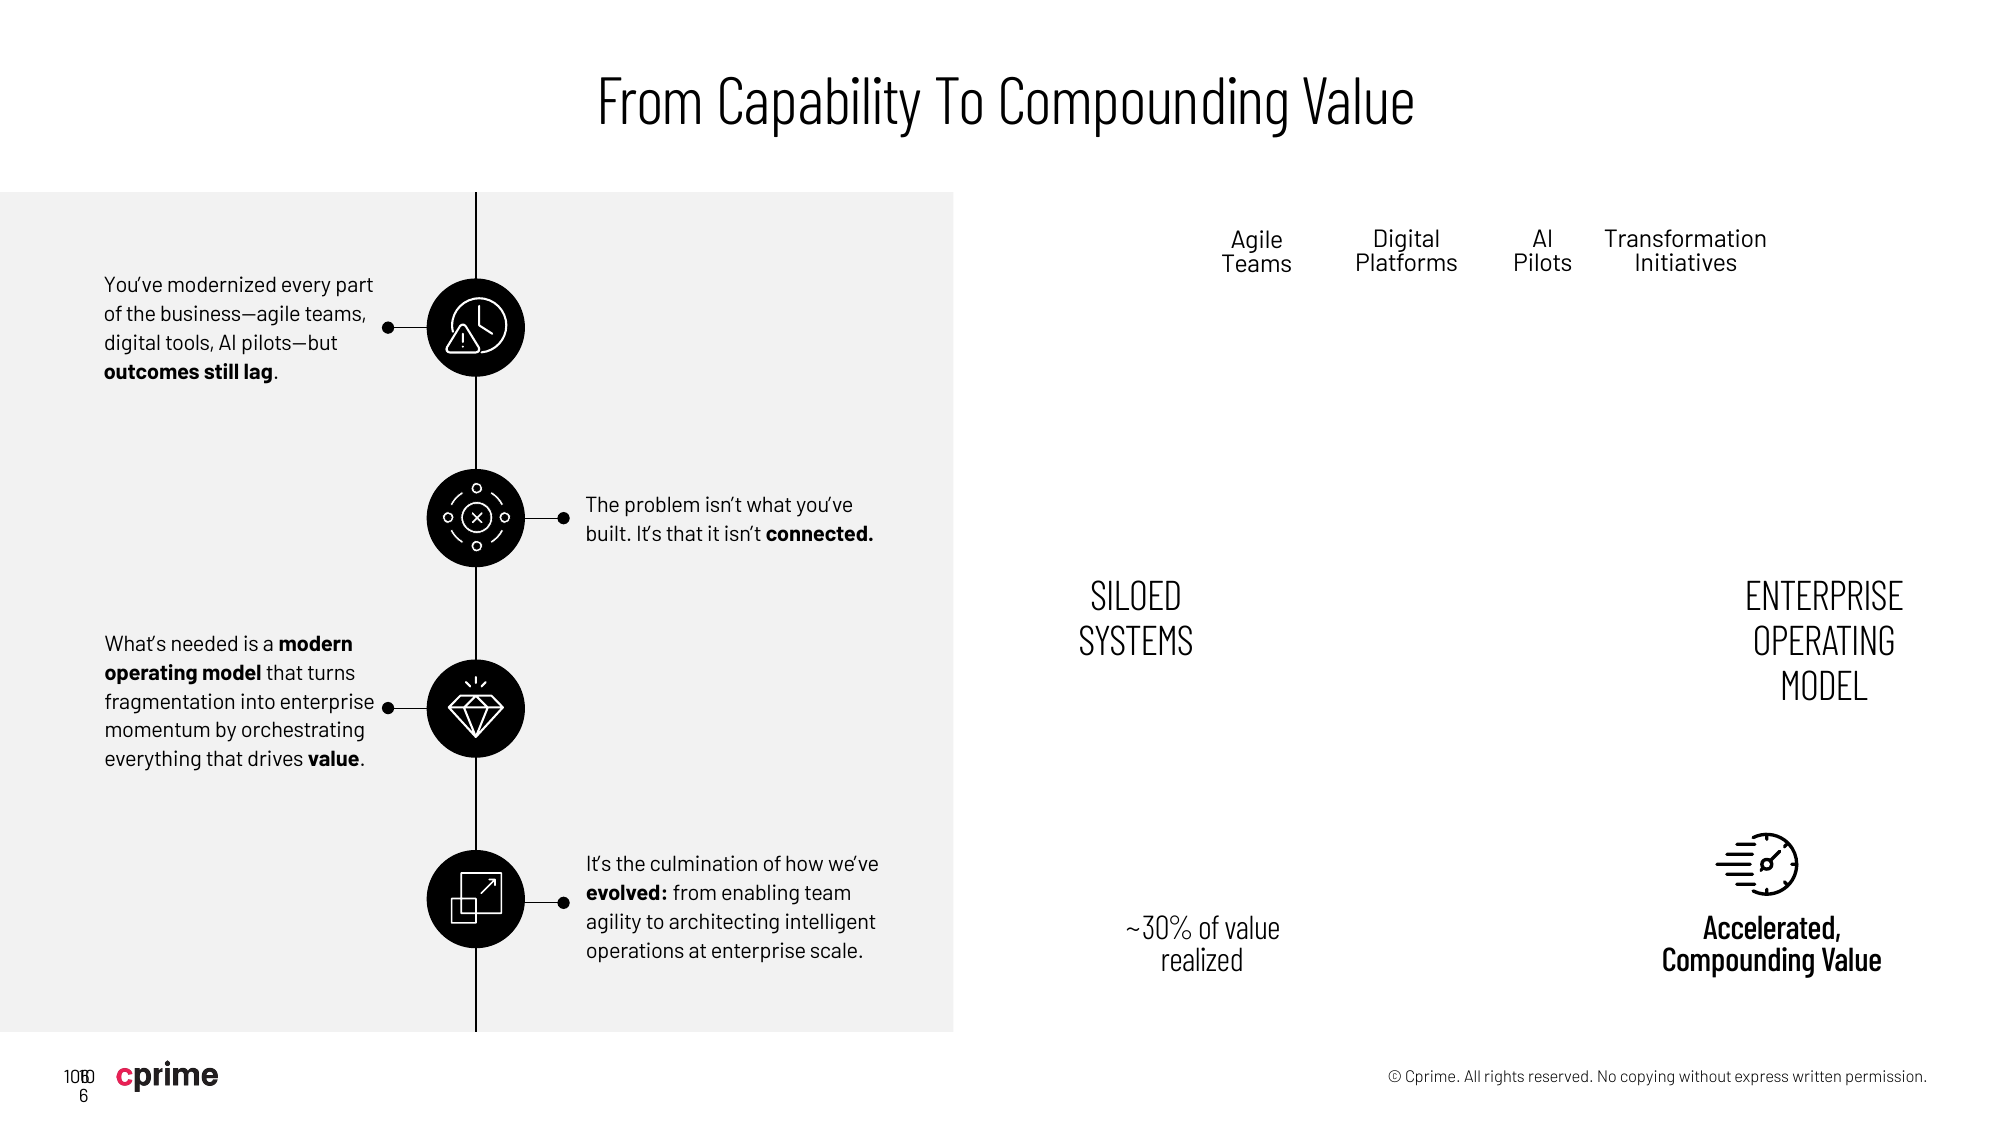 From Capability To Compounding Value
You've modernized every part
of the business—agile teams,
digital tools, AI pilots—but
outcomes still lag.
The problem isn't what you've
built. It's that it isn't connected.
What's needed is a modern
operating model that turns
fragmentation into enterprise
momentum by orchestrating
everything that drives value.
It's the culmination of how we've
evolved: from enabling team
agility to architecting intelligent
operations at enterprise scale.
Agile
Teams
Digital
Platforms
AI
Pilots
Transformation
Initiatives
SILOED
SYSTEMS
ENTERPRISE
OPERATING
MODEL
~30% of value
realized
Accelerated,
Compounding Value
cprime
© Cprime. All rights reserved. No copying without express written permission.